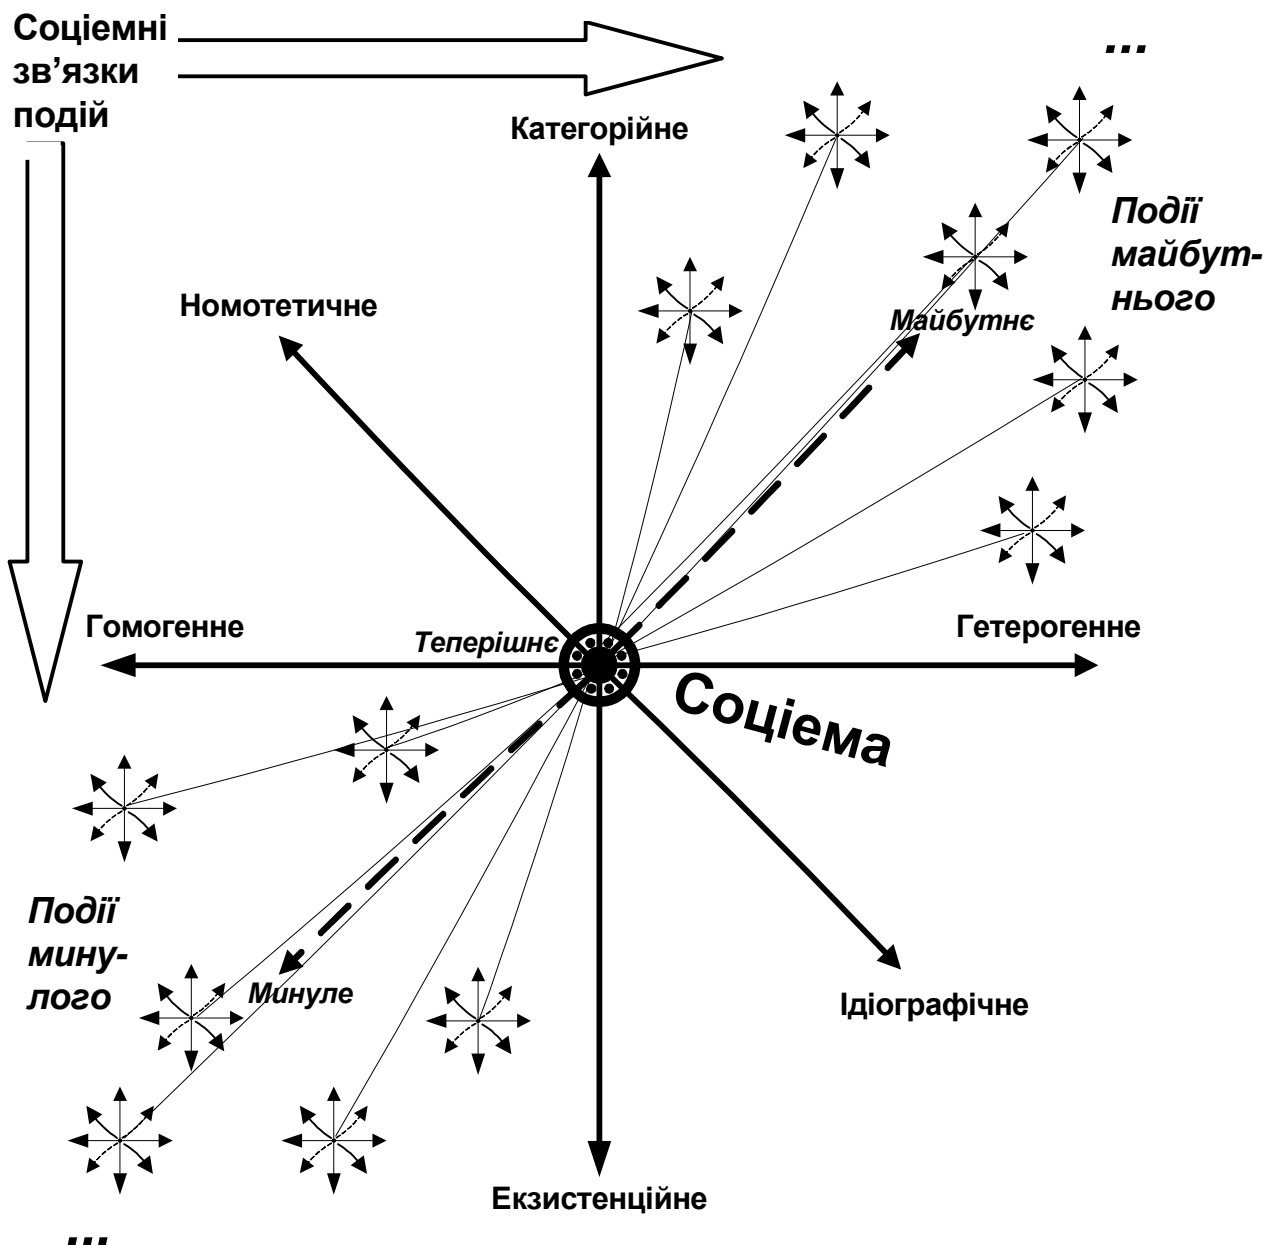 Соціемні
зв’язки
подій
...
Категорійне
Події
майбут-
нього
Номотетичне
Майбутнє
Гомогенне
Теперішнє
Гетерогенне
Соціема
Події
мину-
лого
Минуле
Ідіографічне
Екзистенційне
...